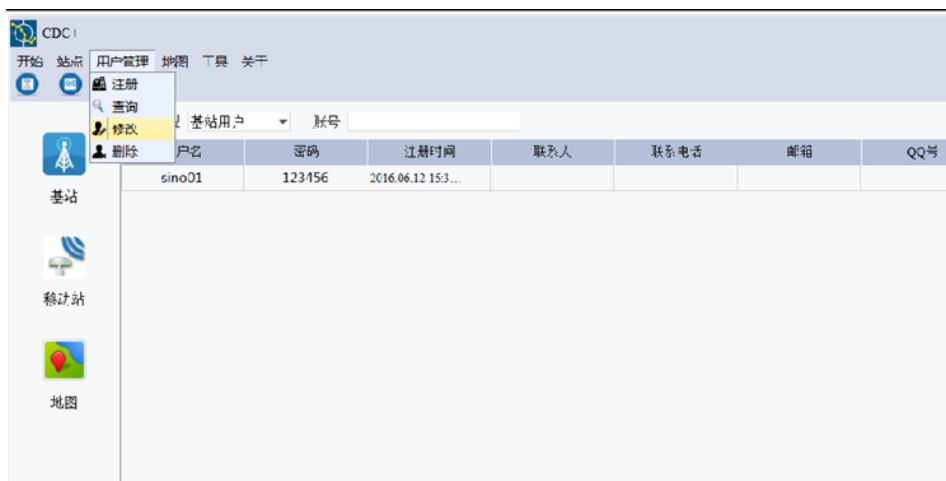 CDC
开始 站点 用户管理 地图 工具 关于
注册
查询
修改
删除
基站用户 账号
户名 密码 注册时间 联系人 联系电话 邮箱 QQ号
sino01 123456 2016.06.12 15:3...
基站
移动站
地图